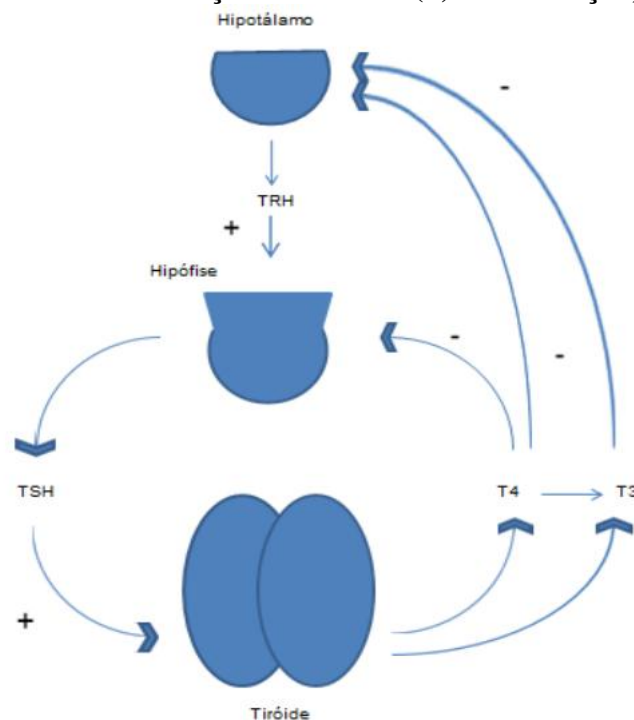 Hipotálamo
-
TRH
+
Hipófise
-
-
TSH
T4
T3
+
Tiróide